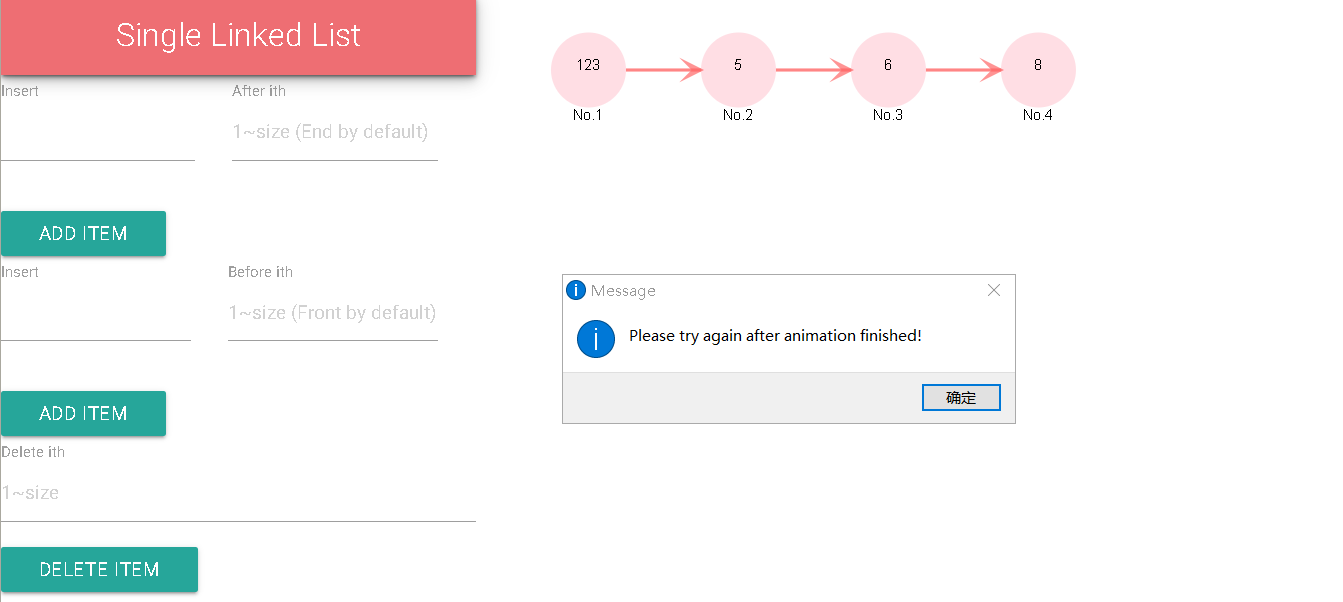 Single Linked List
Insert
After ith
1~size (End by default)
ADD ITEM
Insert
Before ith
1~size (Front by default)
ADD ITEM
Delete ith
1~size
DELETE ITEM
123
5
6
8
No.1
No.2
No.3
No.4
Message
Please try again after animation finished!
确定